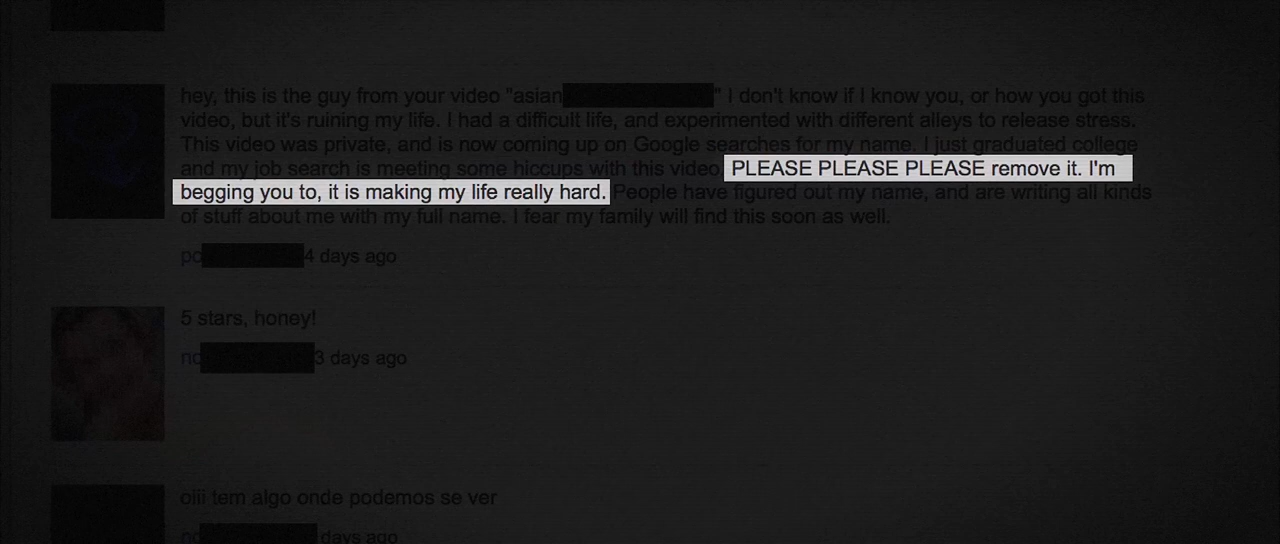 hey, this is the guy from your video "asian " I don't know if I know you, or how you got this
video, but it's ruining my life. I had a difficult life, and experimented with different alleys to release stress.
This video was private, and is now coming up on Google searches for my name. I just graduated college
and my job search is meeting some hiccups with this video PLEASE PLEASE PLEASE remove it. I'm
begging you to, it is making my life really hard. People have figured out my name, and are writing all kinds
of stuff about me with my full name. I fear my family will find this soon as well.
4 days ago
5 stars, honey!
3 days ago
olii tem algo onde podemos se ver
days ago